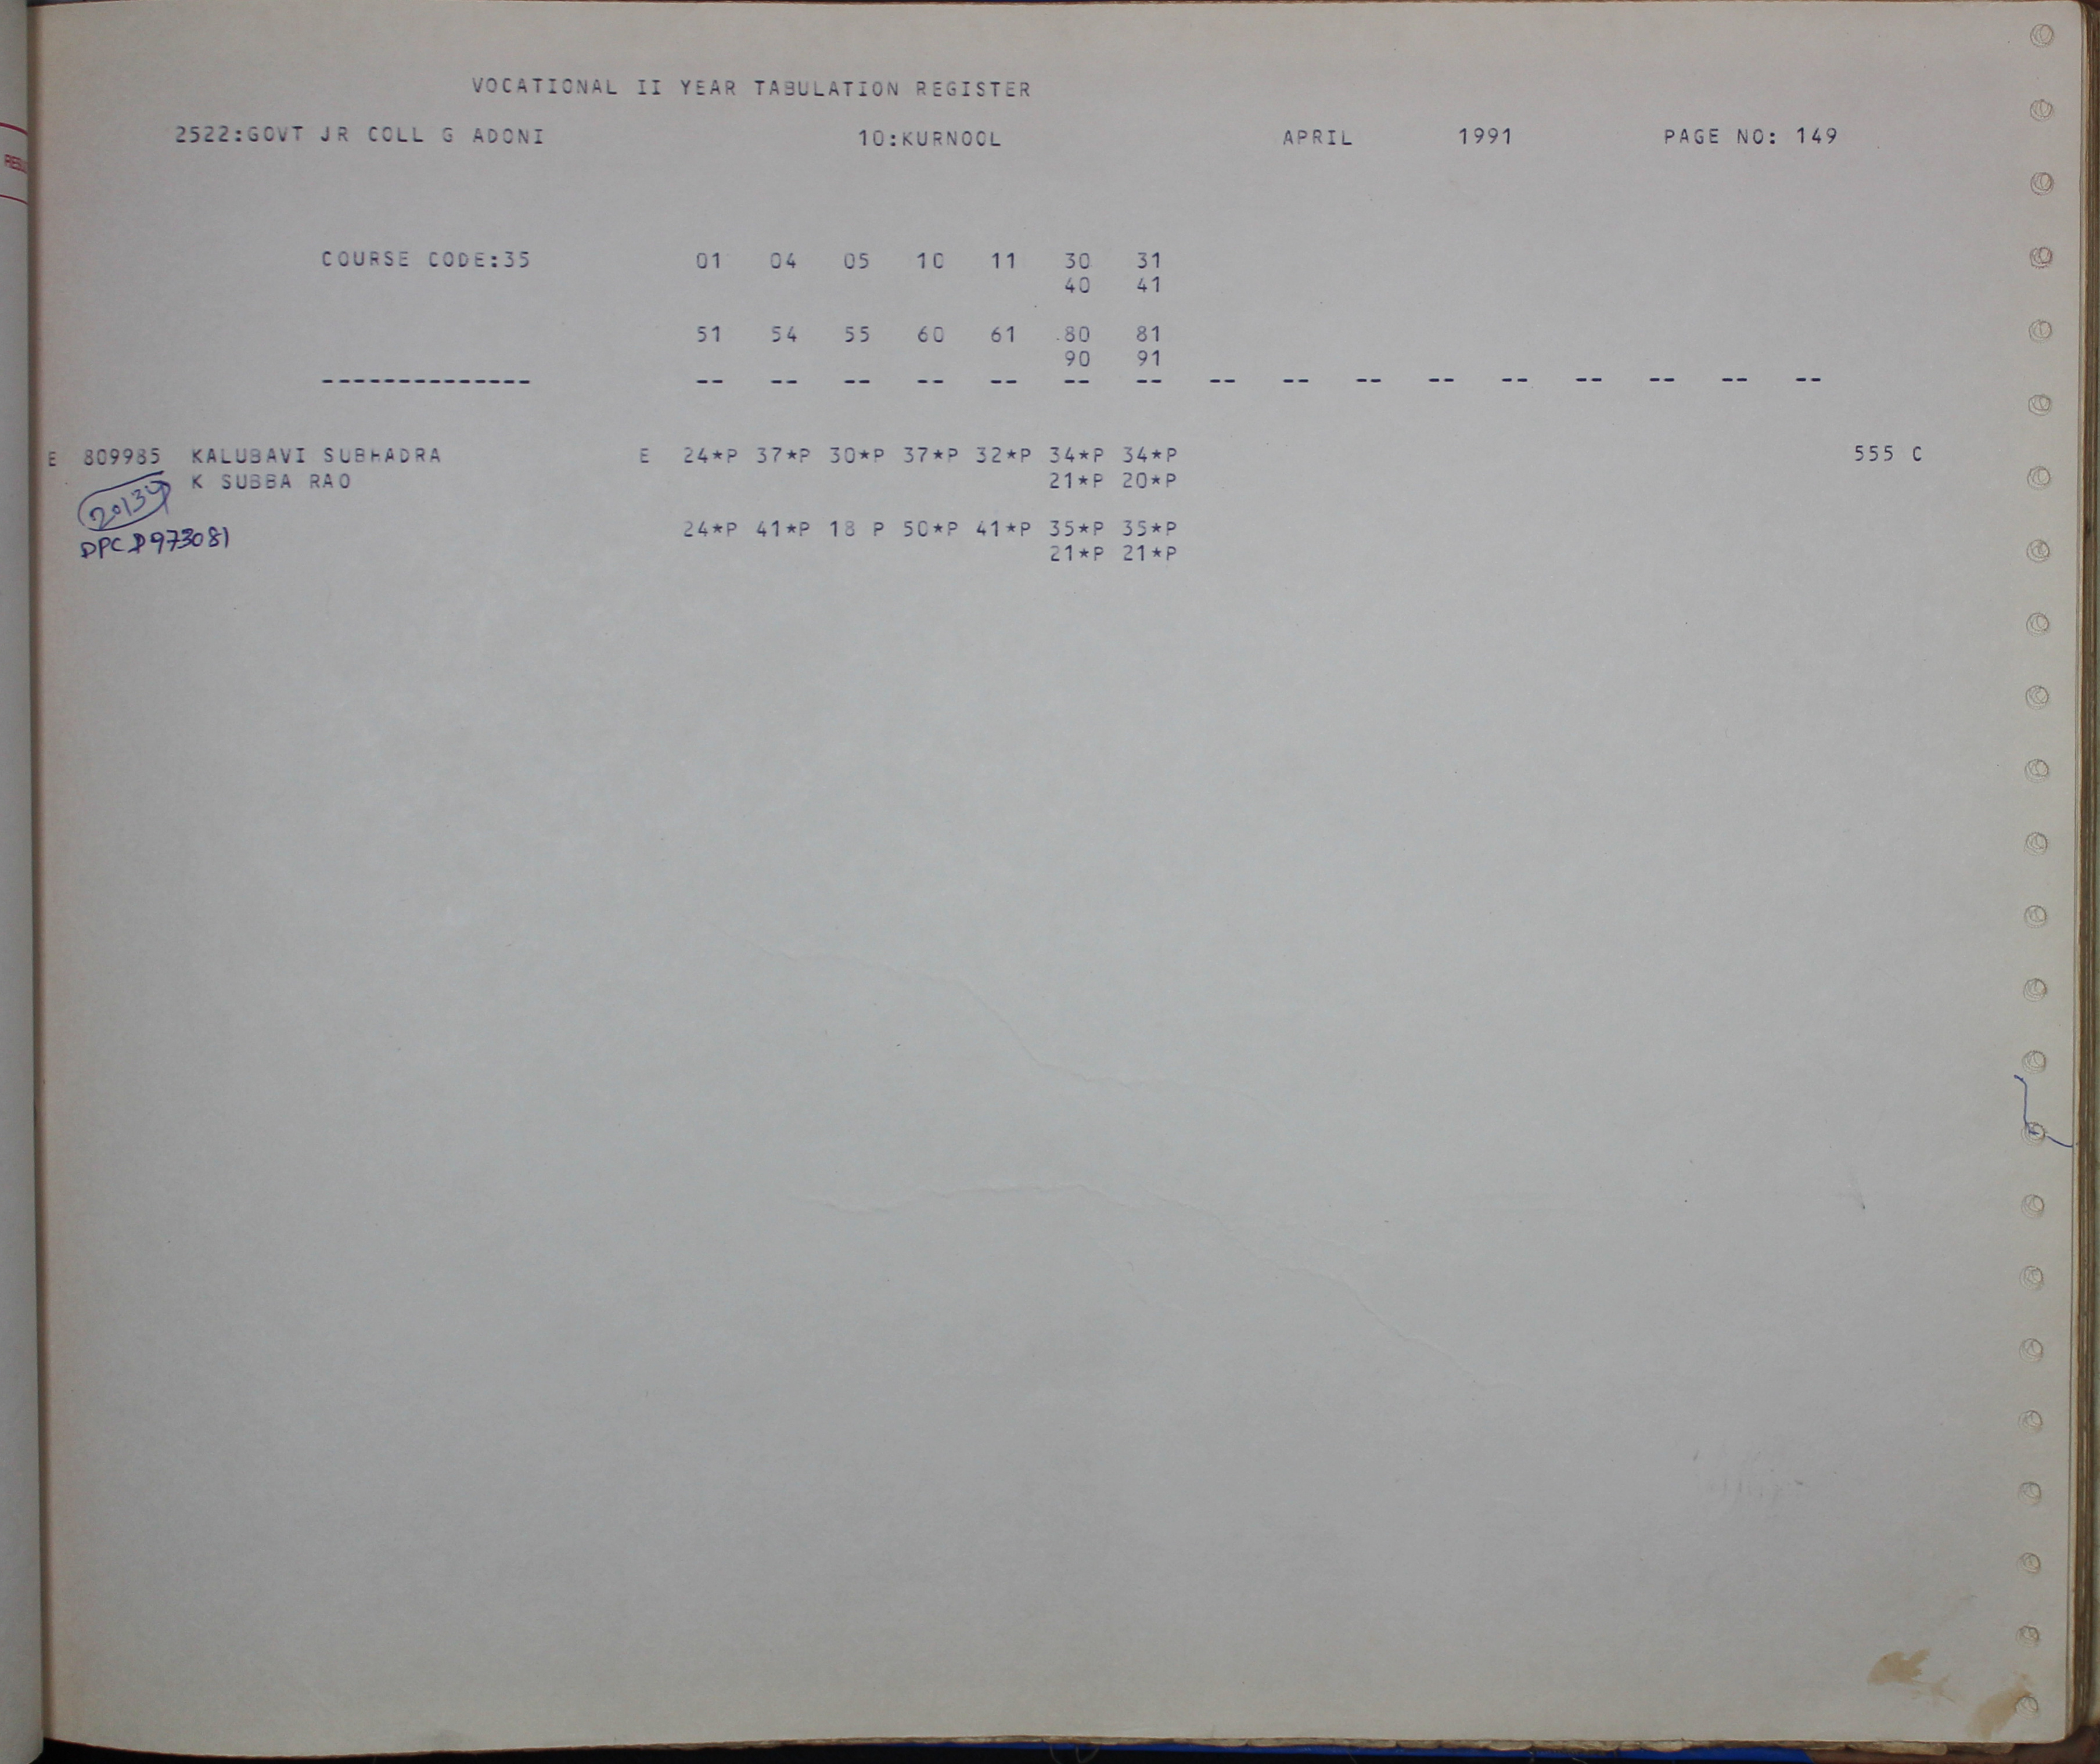 VOCATIONAL II YEAR TABULATION REGISTER
2522:GOVT JR COLL G ADONI 10:KURNOOL APRIL 1991 PAGE NO: 149
COURSE CODE:35 01 04 05 10 11 30 31
40 41
51 54 55 60 61 80 81
90 91
-------------- -- -- -- -- -- -- -- -- -- -- -- -- -- -- -- --
E 809985 KALUBAVI SUBHADRA E 24*P 37*P 30*P 37*P 32*P 34*P 34*P 555 C
K SUBBA RAO 21*P 20*P
24*P 41*P 18 P 50*P 41*P 35*P 35*P
21*P 21*P